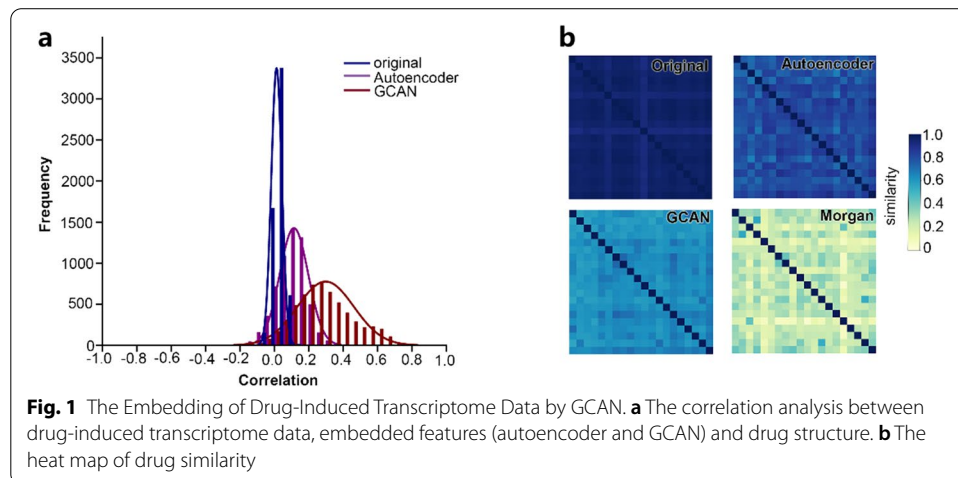 a
3500
3000
2500
2000
1500
1000
500
0
Frequency
original
Autoencoder
GCAN
-1.0 -0.8 -0.6 -0.4 -0.2 0.0 0.2 0.4 0.6 0.8 1.0
Correlation
b
Original
Autoencoder
GCAN
Morgan
similarity
1.0
0.8
0.6
0.4
0.2
0
Fig. 1 The Embedding of Drug-Induced Transcriptome Data by GCAN. a The correlation analysis between
drug-induced transcriptome data, embedded features (autoencoder and GCAN) and drug structure. b The
heat map of drug similarity